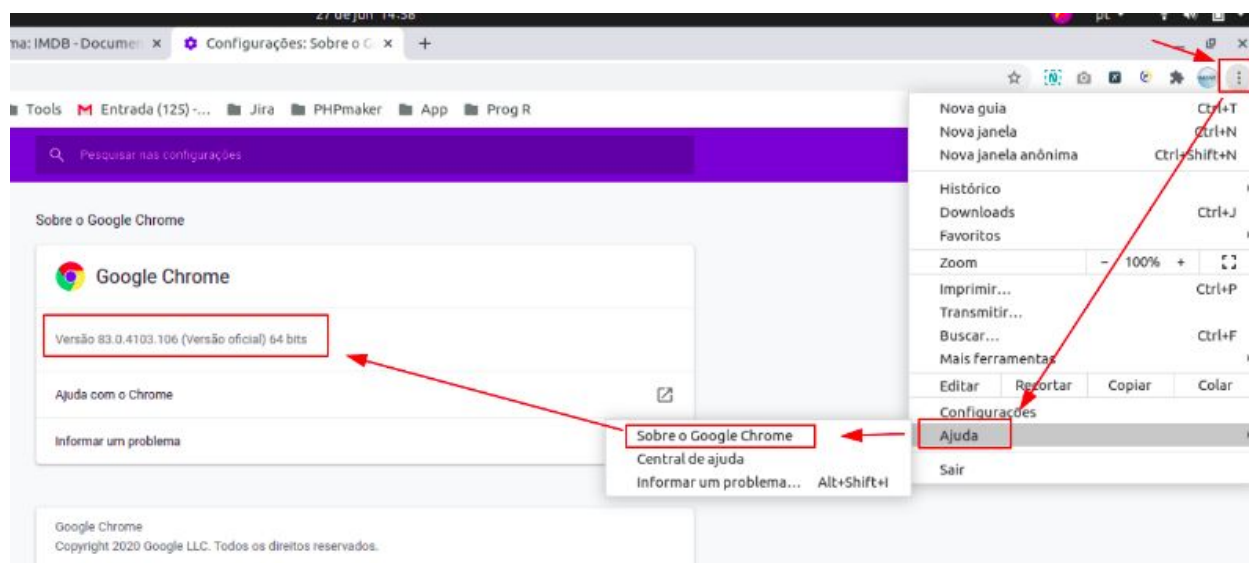 27 de jun 14:38
pt
ma: IMDB - Documen × Configurações: Sobre o G × +
Tools Entrada (125) -... Jira PHPmaker App Prog R
Pesquisar nas configurações
Sobre o Google Chrome
Google Chrome
Versão 83.0.4103.106 (Versão oficial) 64 bits
Ajuda com o Chrome
Informar um problema
Google Chrome
Copyright 2020 Google LLC. Todos os direitos reservados.
Nova guia Ctrl+T
Nova janela Ctrl+N
Nova janela anônima Ctrl+Shift+N
Histórico
Downloads Ctrl+J
Favoritos
Zoom - 100% +
Imprimir... Ctrl+P
Transmitir...
Buscar... Ctrl+F
Mais ferramentas
Editar Recortar Copiar Colar
Configurações
Ajuda
Sair
Sobre o Google Chrome
Central de ajuda
Informar um problema... Alt+Shift+I